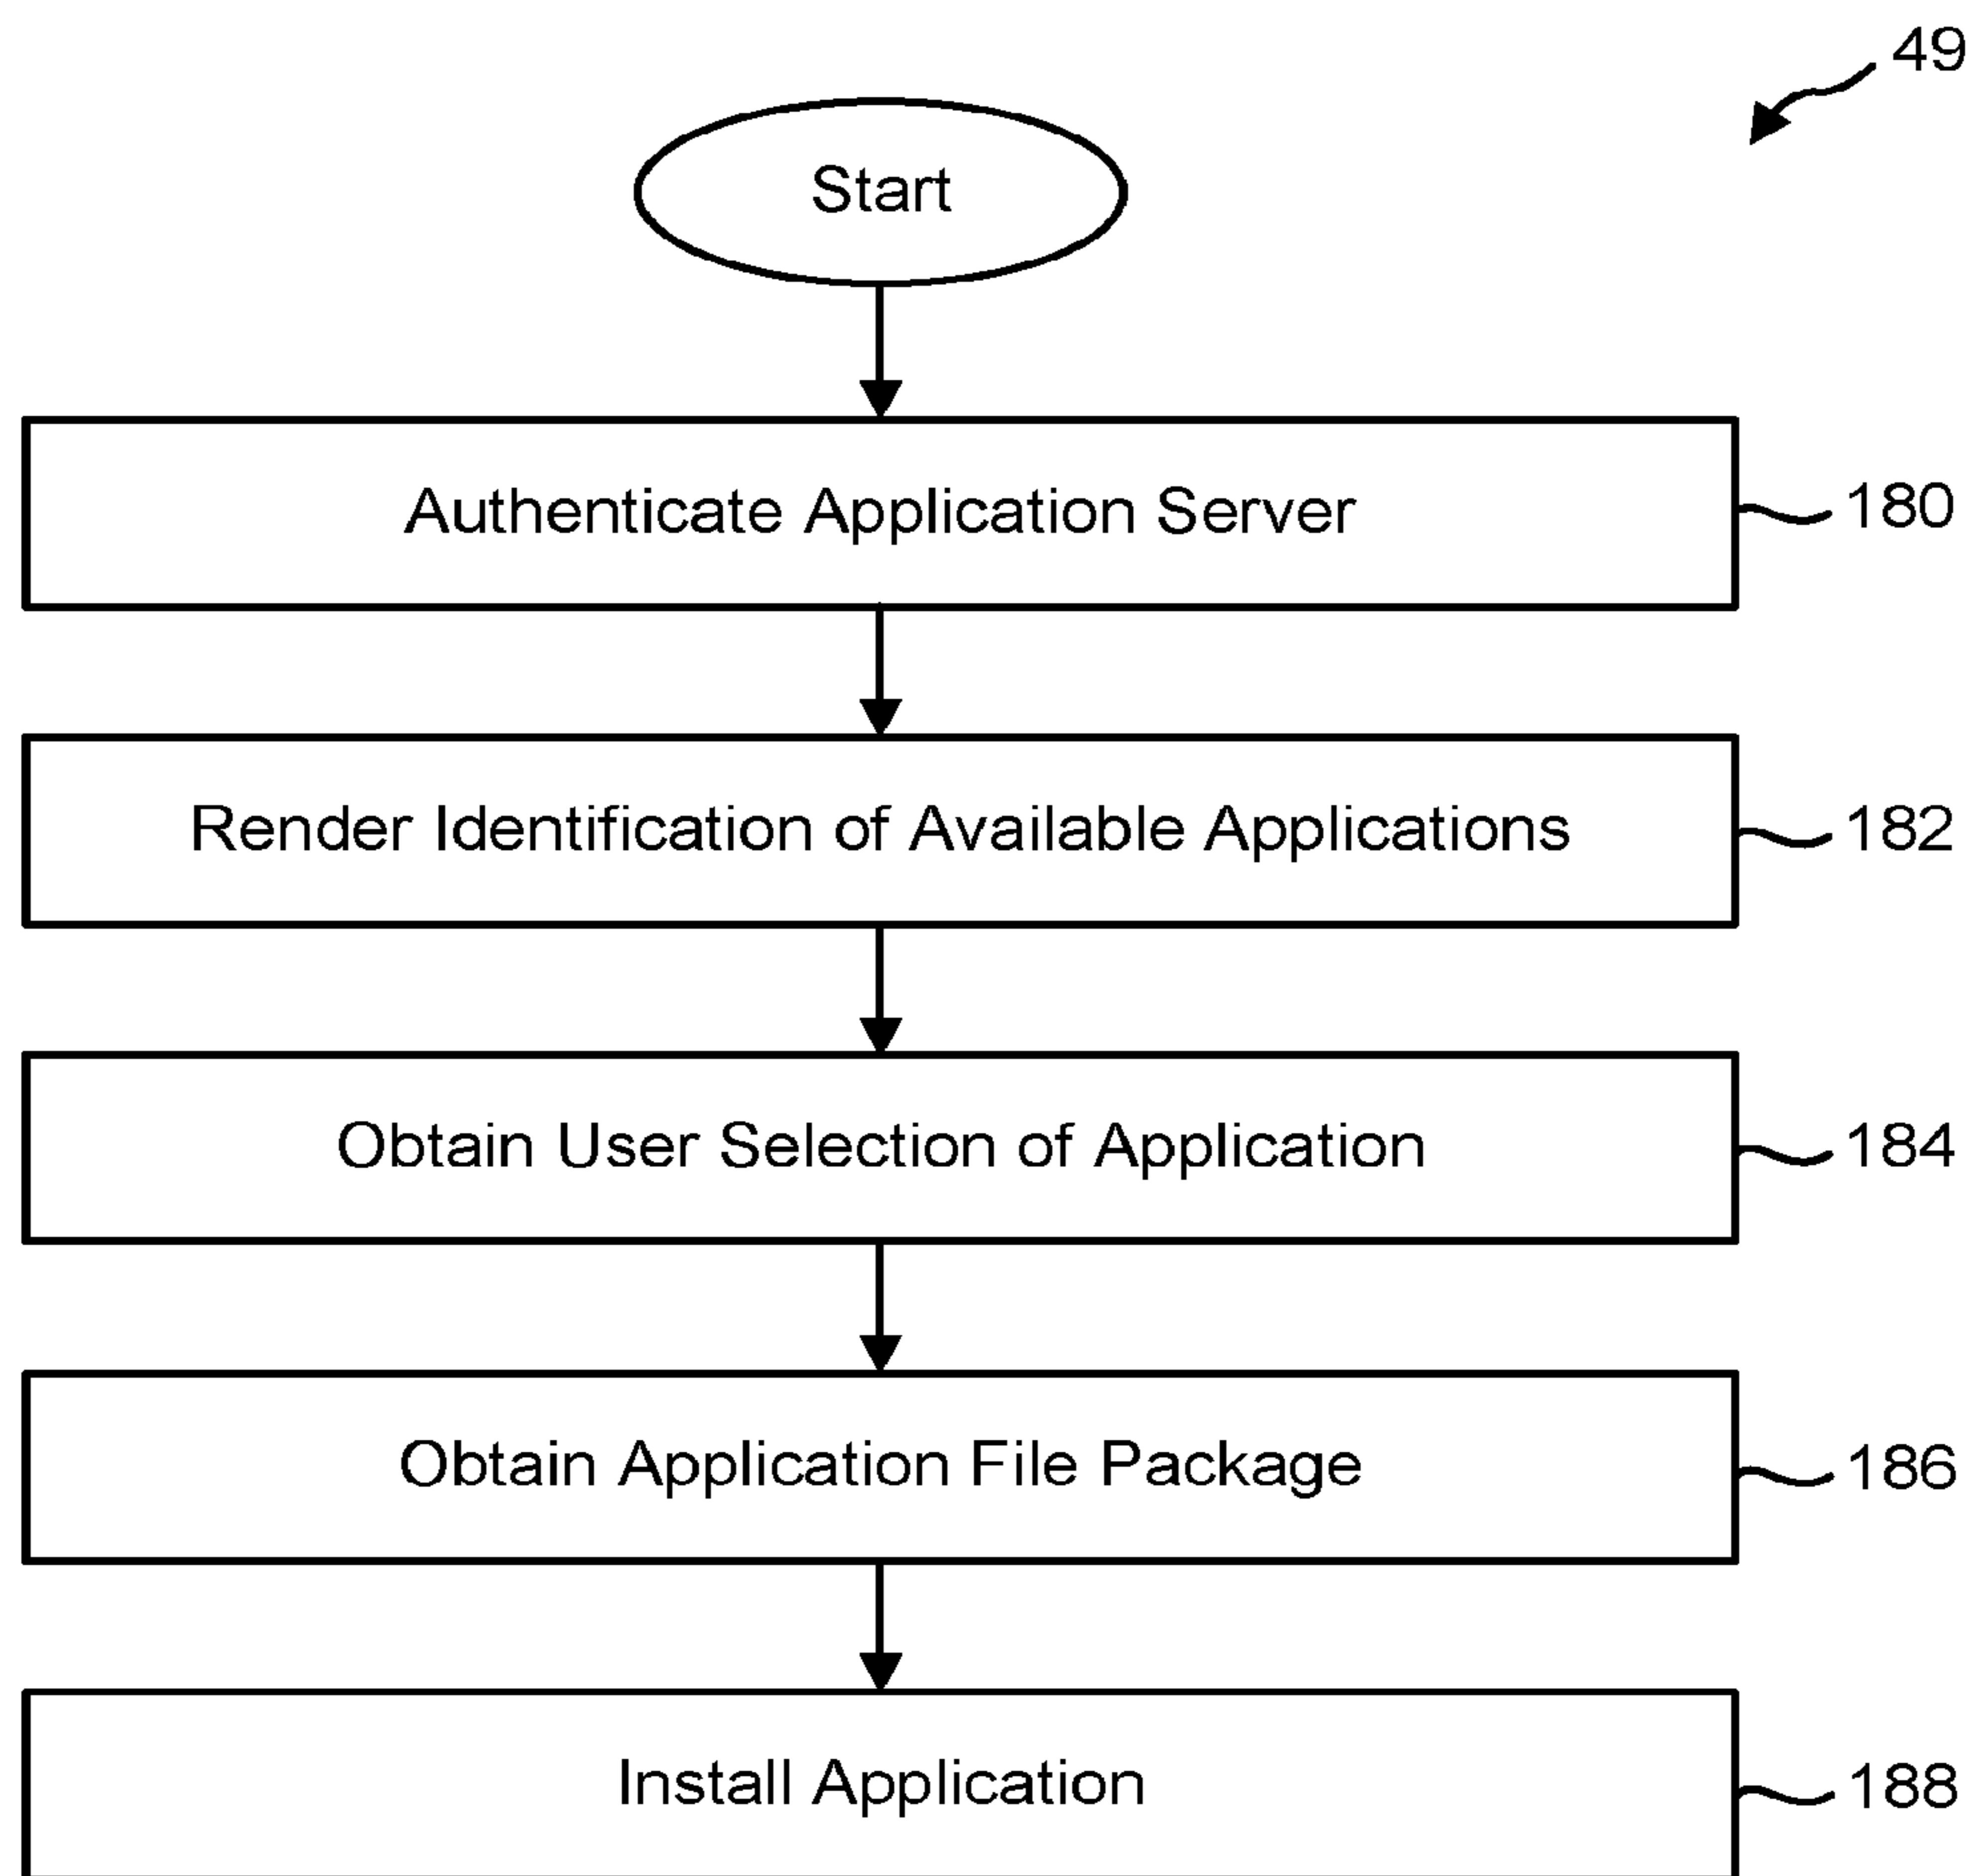 49
Start
Authenticate Application Server
180
Render Identification of Available Applications
182
Obtain User Selection of Application
184
Obtain Application File Package
186
Install Application
188